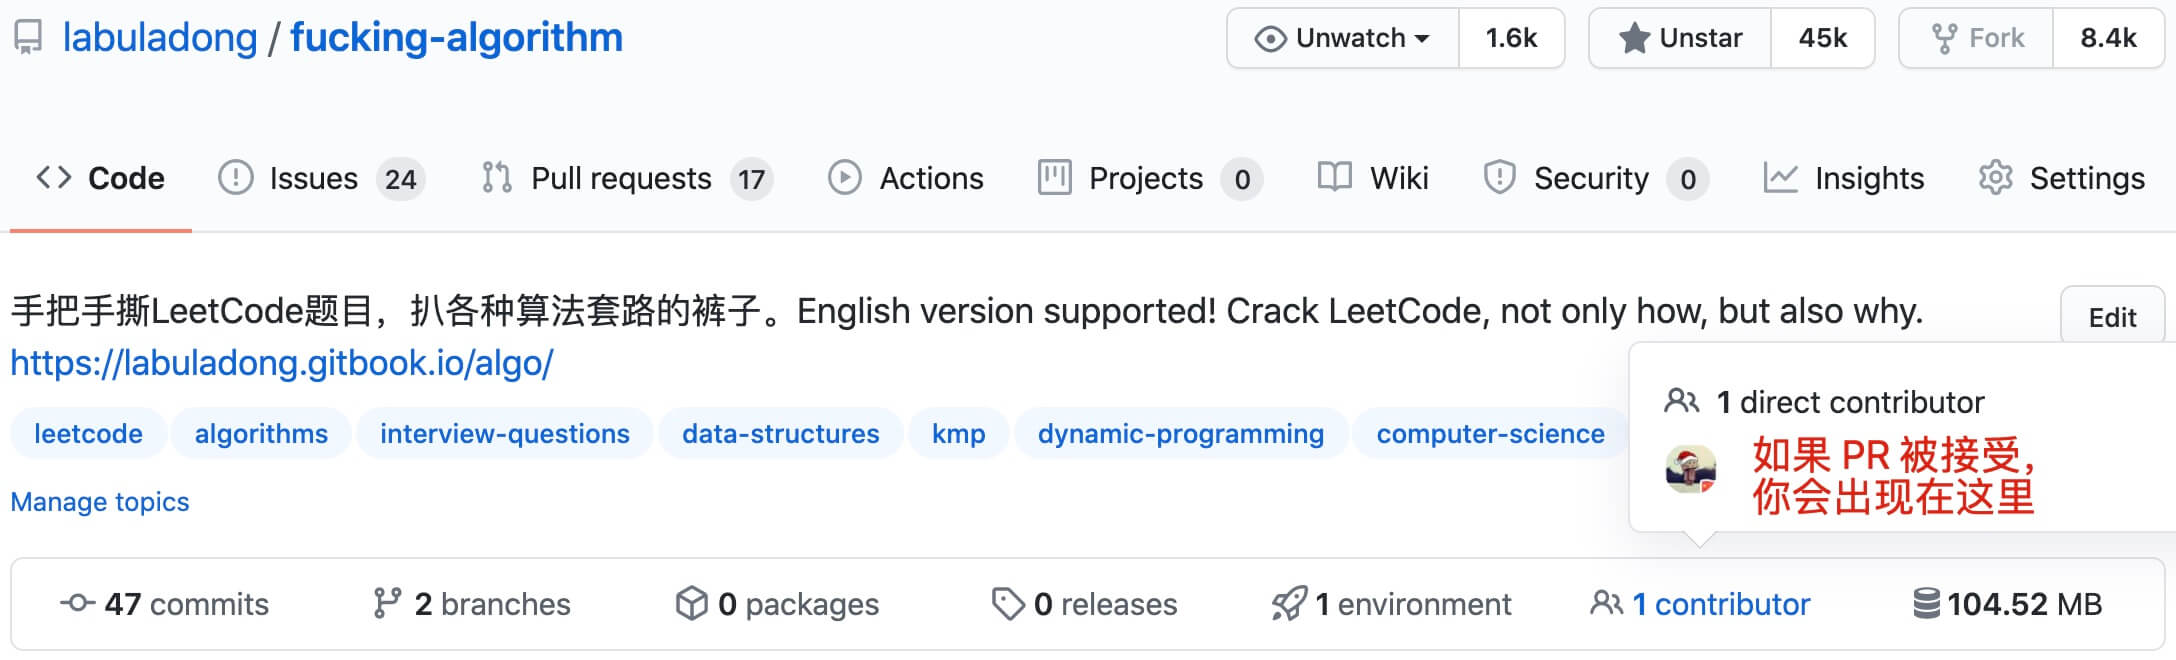 labuladong / fucking-algorithm
Unwatch 1.6k
Unstar 45k
Fork 8.4k
Code
Issues 24
Pull requests 17
Actions
Projects 0
Wiki
Security 0
Insights
Settings
手把手撕LeetCode题目，扒各种算法套路的裤子。English version supported! Crack LeetCode, not only how, but also why.
Edit
https://labuladong.gitbook.io/algo/
1 direct contributor
leetcode algorithms interview-questions data-structures kmp dynamic-programming computer-science
如果 PR 被接受，
你会出现在这里
Manage topics
47 commits
2 branches
0 packages
0 releases
1 environment
1 contributor
104.52 MB